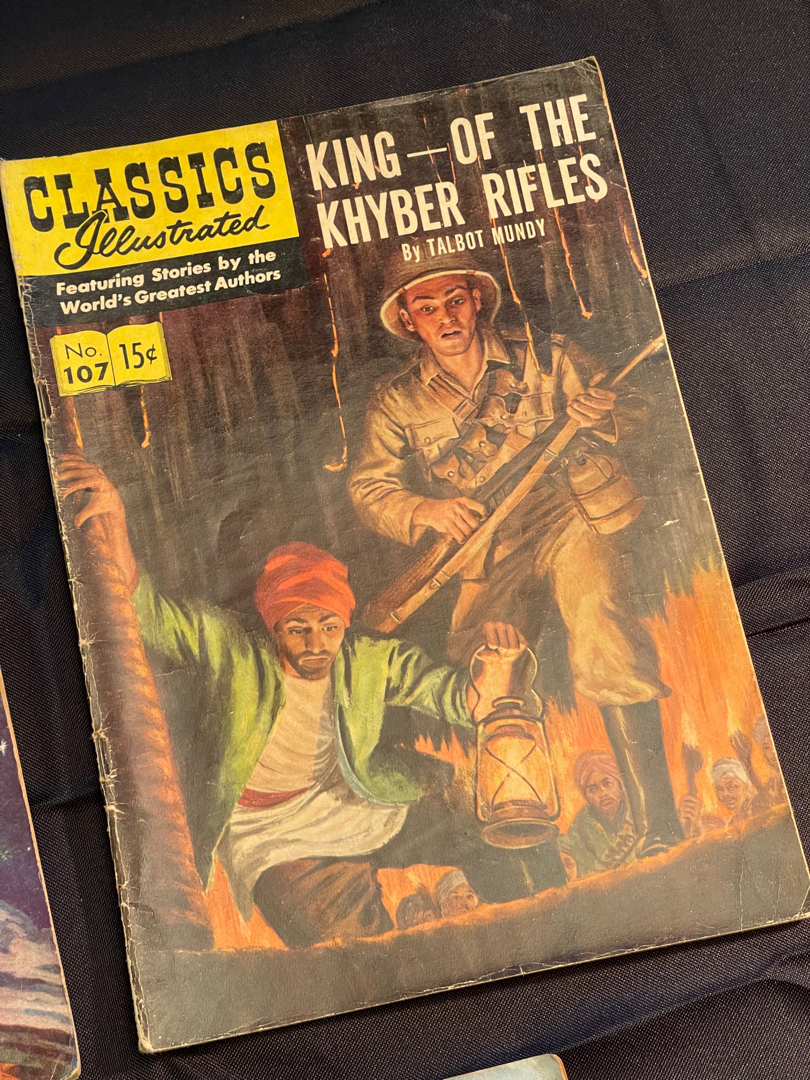 CLASSICS
Illustrated
Featuring Stories by the
World's Greatest Authors
No.
107
15¢
KING—OF THE
KHYBER RIFLES
By TALBOT MUNDY